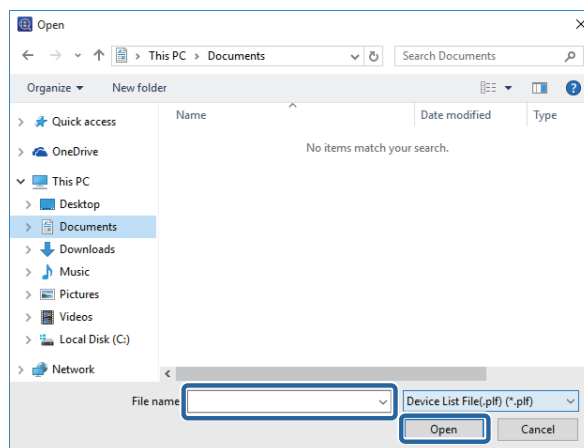 Open
This PC > Documents
Search Documents
Organize
New folder
Name
Date modified
Type
Quick access
No items match your search.
OneDrive
This PC
Desktop
Documents
Downloads
Music
Pictures
Videos
Local Disk (C:)
Network
File name
Device List File(.plf) (*.plf)
Open
Cancel